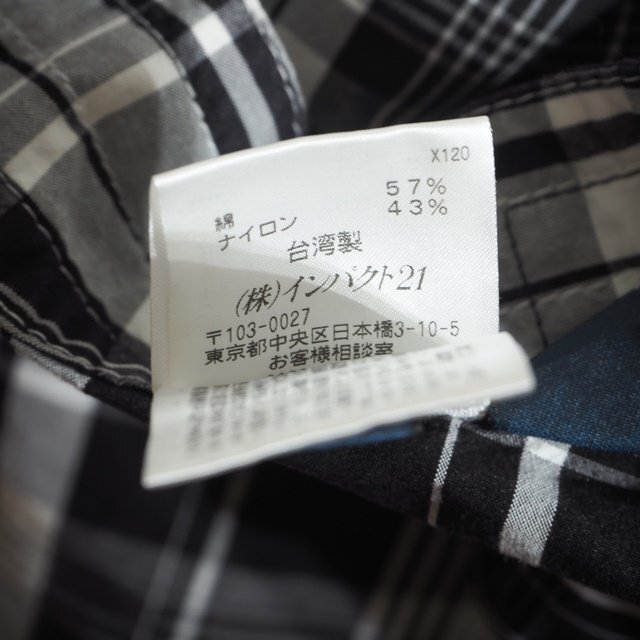 X120
綿 57%
ナイロン 43%
台湾製
(株)インパクト21
〒103-0027
東京都中央区日本橋3-10-5
お客様相談室